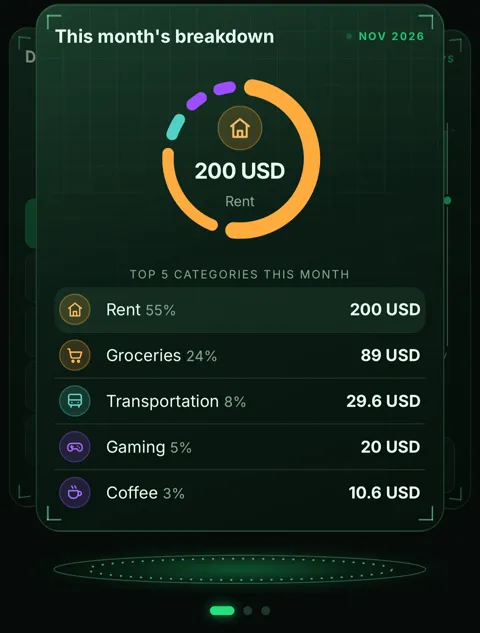 This month's breakdown
NOV 2026
200 USD
Rent
TOP 5 CATEGORIES THIS MONTH
Rent 55% 200 USD
Groceries 24% 89 USD
Transportation 8% 29.6 USD
Gaming 5% 20 USD
Coffee 3% 10.6 USD